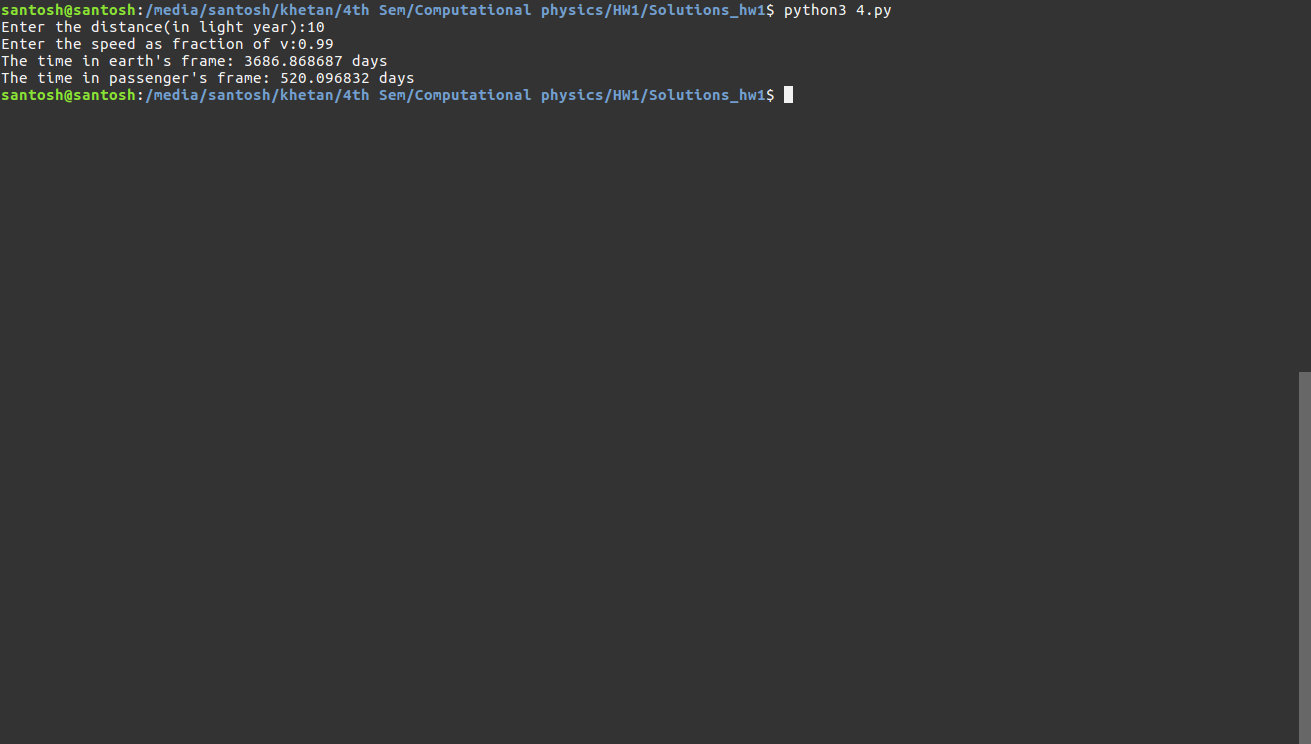 santosh@santosh:/media/santosh/khetan/4th Sem/Computational physics/HW1/Solutions_hw1$ python3 4.py
Enter the distance(in light year):10
Enter the speed as fraction of v:0.99
The time in earth's frame: 3686.868687 days
The time in passenger's frame: 520.096832 days
santosh@santosh:/media/santosh/khetan/4th Sem/Computational physics/HW1/Solutions_hw1$